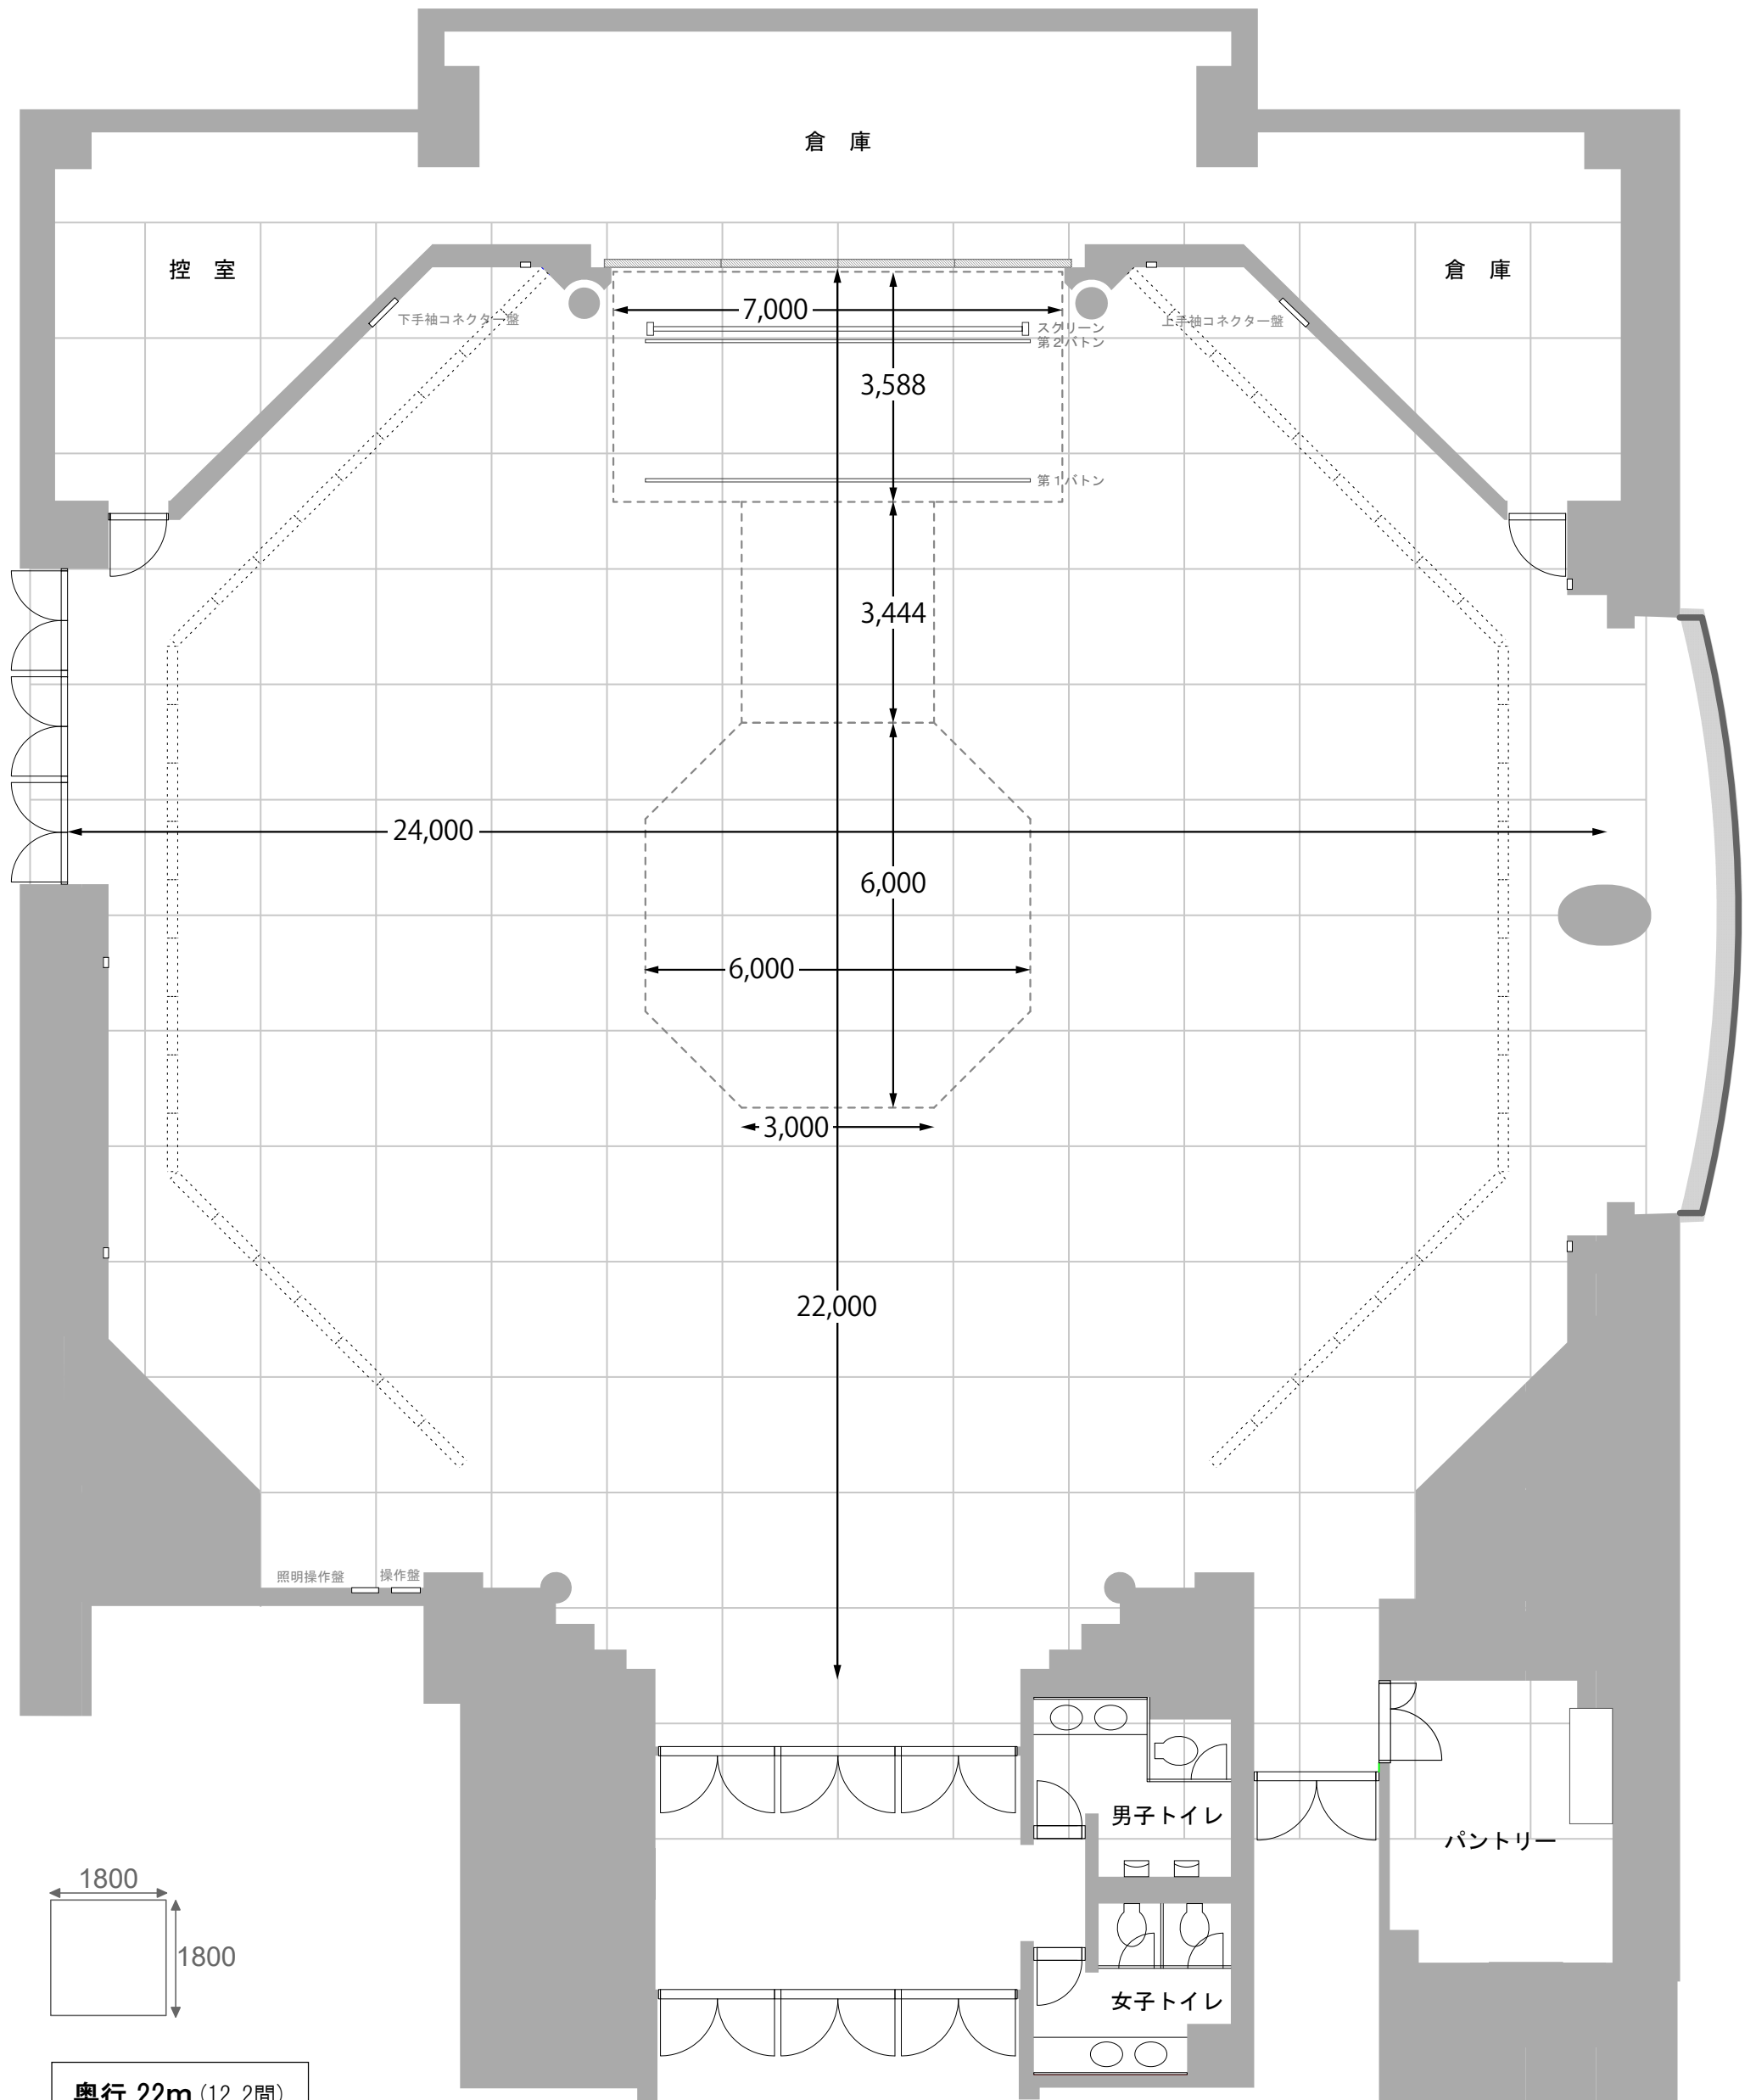 倉　庫
控　室
倉　庫
下手袖コネクター盤
7,000
スクリーン
上手袖コネクター盤
第２バトン
3,588
第１バトン
3,444
24,000
6,000
6,000
3,000
22,000
照明操作盤
操作盤
男子トイレ
パントリー
1800
1800
女子トイレ
奥行 22m (12.2間)